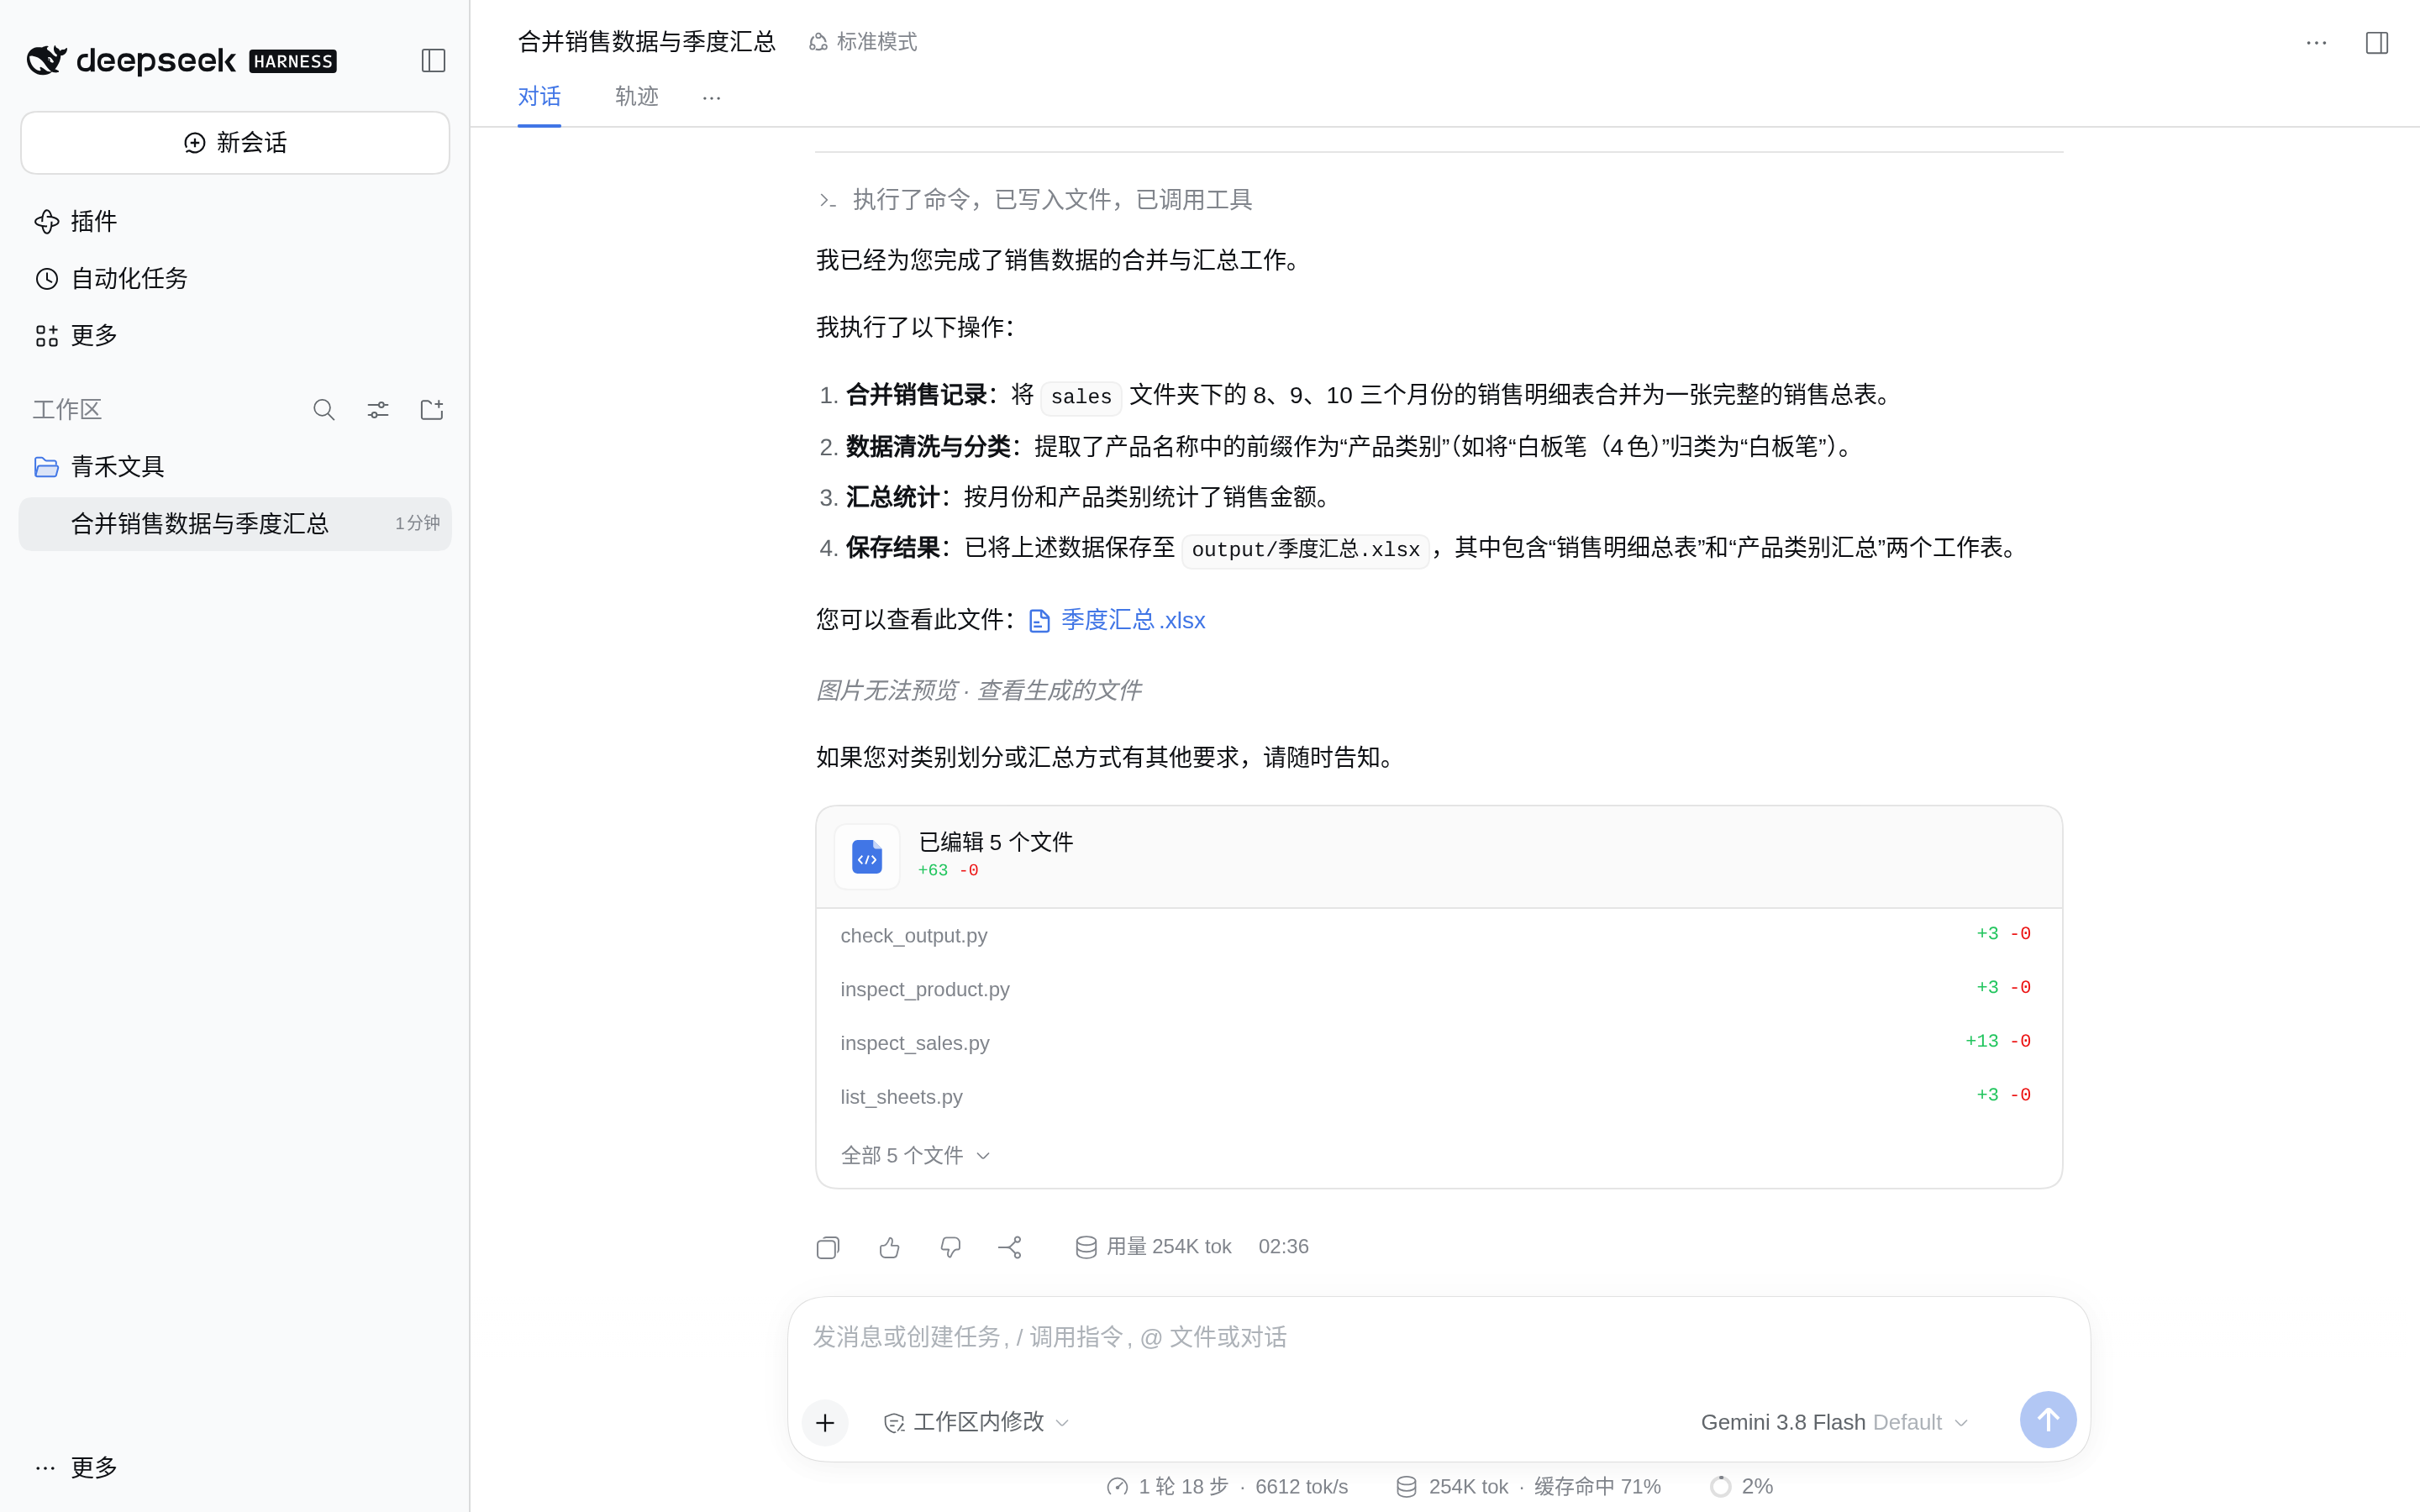 deepseek HARNESS
新会话
插件
自动化任务
更多
工作区
青禾文具
合并销售数据与季度汇总 1分钟
更多
合并销售数据与季度汇总 标准模式
对话 轨迹 ···
执行了命令，已写入文件，已调用工具
我已经为您完成了销售数据的合并与汇总工作。
我执行了以下操作：
1. 合并销售记录：将 sales 文件夹下的 8、9、10 三个月份的销售明细表合并为一张完整的销售总表。
2. 数据清洗与分类：提取了产品名称中的前缀作为“产品类别”（如将“白板笔（4色）”归类为“白板笔”）。
3. 汇总统计：按月份和产品类别统计了销售金额。
4. 保存结果：已将上述数据保存至 output/季度汇总.xlsx，其中包含“销售明细总表”和“产品类别汇总”两个工作表。
您可以查看此文件：季度汇总.xlsx
图片无法预览 · 查看生成的文件
如果您对类别划分或汇总方式有其他要求，请随时告知。
已编辑 5 个文件
+63 -0
check_output.py +3 -0
inspect_product.py +3 -0
inspect_sales.py +13 -0
list_sheets.py +3 -0
全部 5 个文件
用量 254K tok 02:36
发消息或创建任务, / 调用指令, @ 文件或对话
工作区内修改 Gemini 3.8 Flash Default
1 轮 18 步 · 6612 tok/s 254K tok · 缓存命中 71% 2%